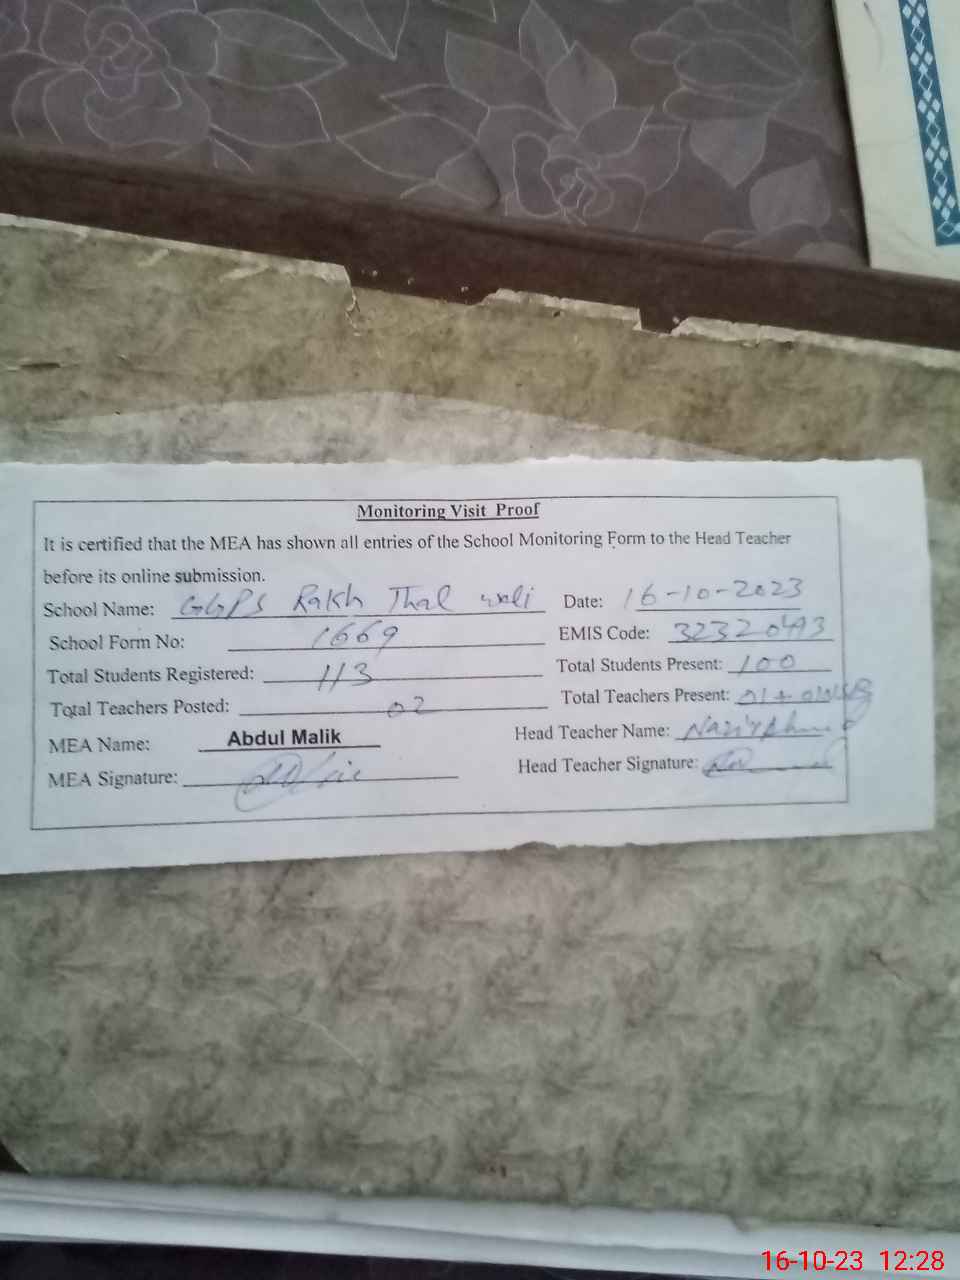 Monitoring Visit Proof
It is certified that the MEA has shown all entries of the School Monitoring Form to the Head Teacher
before its online submission.
School Name: GGPS Rakh Thal wali Date: 16-10-2023
School Form No: 1669 EMIS Code:
Total Students Registered: 113 Total Students Present: 100
Total Teachers Posted: 02 Total Teachers Present: 01+
MEA Name: Abdul Malik Head Teacher Name:
MEA Signature: Head Teacher Signature:
16-10-23 12:28